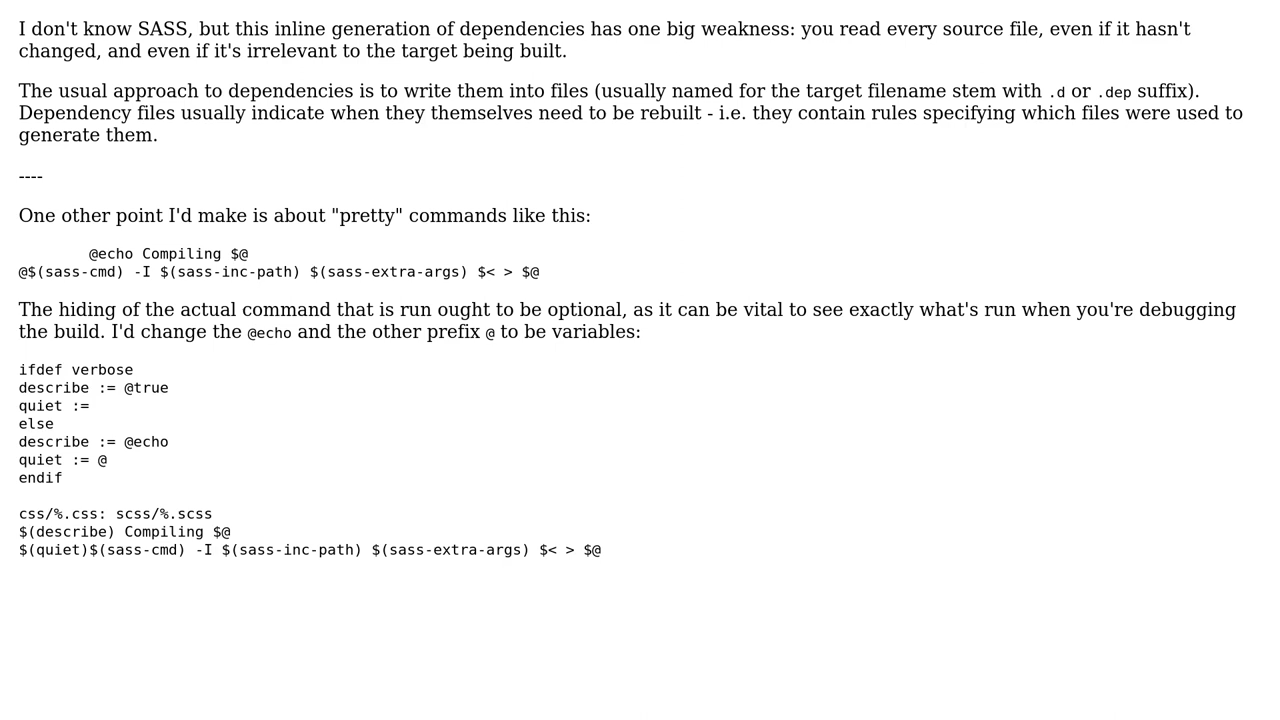 I don't know SASS, but this inline generation of dependencies has one big weakness: you read every source file, even if it hasn't
changed, and even if it's irrelevant to the target being built.
The usual approach to dependencies is to write them into files (usually named for the target filename stem with .d or .dep suffix).
Dependency files usually indicate when they themselves need to be rebuilt - i.e. they contain rules specifying which files were used to
generate them.
----
One other point I'd make is about "pretty" commands like this:
        @echo Compiling $@
@$(sass-cmd) -I $(sass-inc-path) $(sass-extra-args) $< > $@
The hiding of the actual command that is run ought to be optional, as it can be vital to see exactly what's run when you're debugging
the build. I'd change the @echo and the other prefix @ to be variables:
ifdef verbose
describe := @true
quiet :=
else
describe := @echo
quiet := @
endif
css/%.css: scss/%.scss
$(describe) Compiling $@
$(quiet)$(sass-cmd) -I $(sass-inc-path) $(sass-extra-args) $< > $@